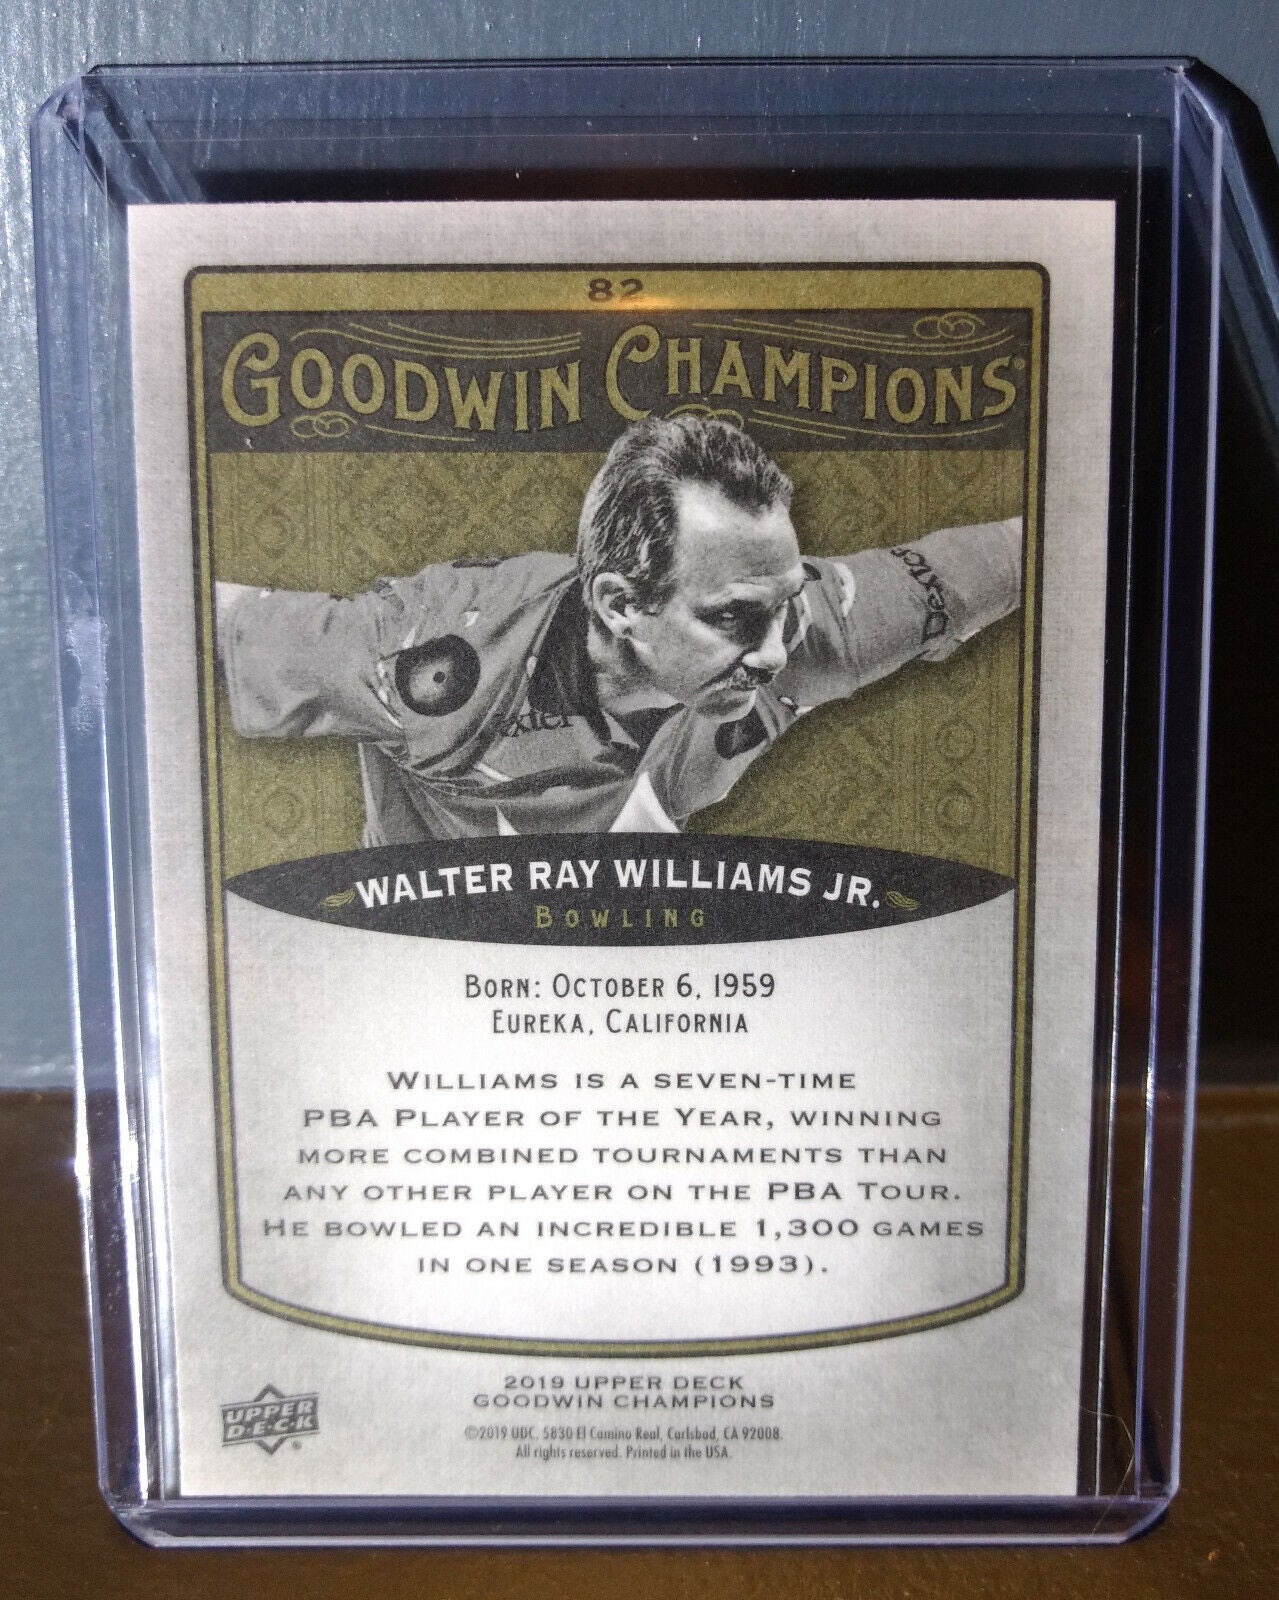 82
GOODWIN CHAMPIONS®
Dexter
WALTER RAY WILLIAMS JR.
BOWLING
BORN: OCTOBER 6, 1959
EUREKA, CALIFORNIA
WILLIAMS IS A SEVEN-TIME
PBA PLAYER OF THE YEAR, WINNING
MORE COMBINED TOURNAMENTS THAN
ANY OTHER PLAYER ON THE PBA TOUR.
HE BOWLED AN INCREDIBLE 1,300 GAMES
IN ONE SEASON (1993).
2019 UPPER DECK
GOODWIN CHAMPIONS
UPPER
D·E·C·K
®
©2019 UDC. 5830 El Camino Real, Carlsbad, CA 92008.
All rights reserved. Printed in the USA.